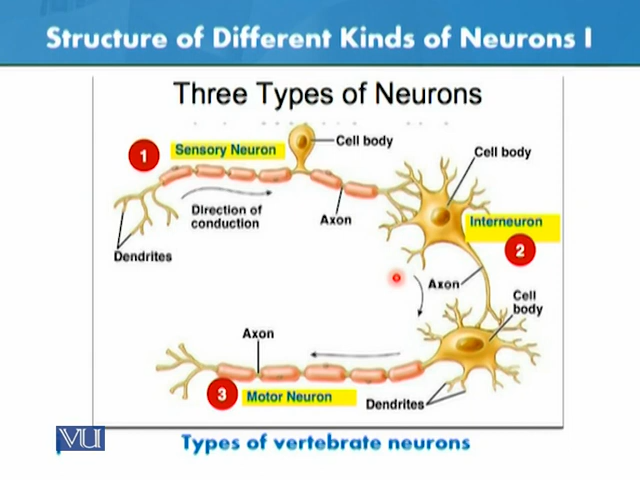 Structure of Different Kinds of Neurons I
Three Types of Neurons
1
Sensory Neuron
Cell body
Cell body
Direction of
conduction
Axon
Interneuron
2
Dendrites
Axon
Cell
body
Axon
3
Motor Neuron
Dendrites
VU
Types of vertebrate neurons